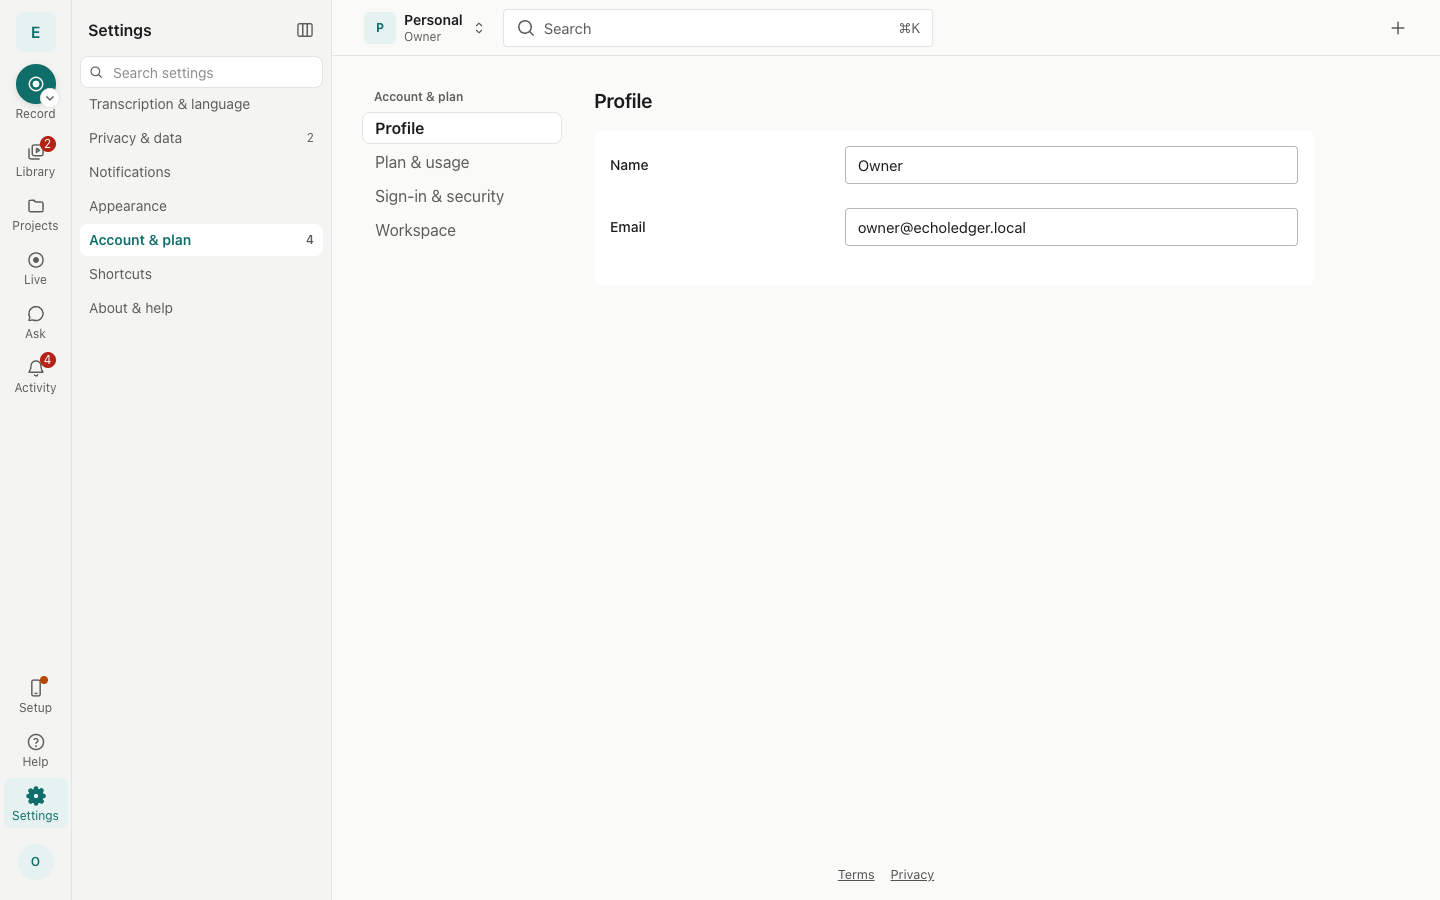 E
Record
2
Library
Projects
Live
Ask
4
Activity
Setup
Help
Settings
O
Settings
Search settings
Transcription & language
Privacy & data 2
Notifications
Appearance
Account & plan 4
Shortcuts
About & help
P
Personal
Owner
Search ⌘K
Account & plan
Profile
Plan & usage
Sign-in & security
Workspace
Profile
Name Owner
Email owner@echoledger.local
Terms Privacy